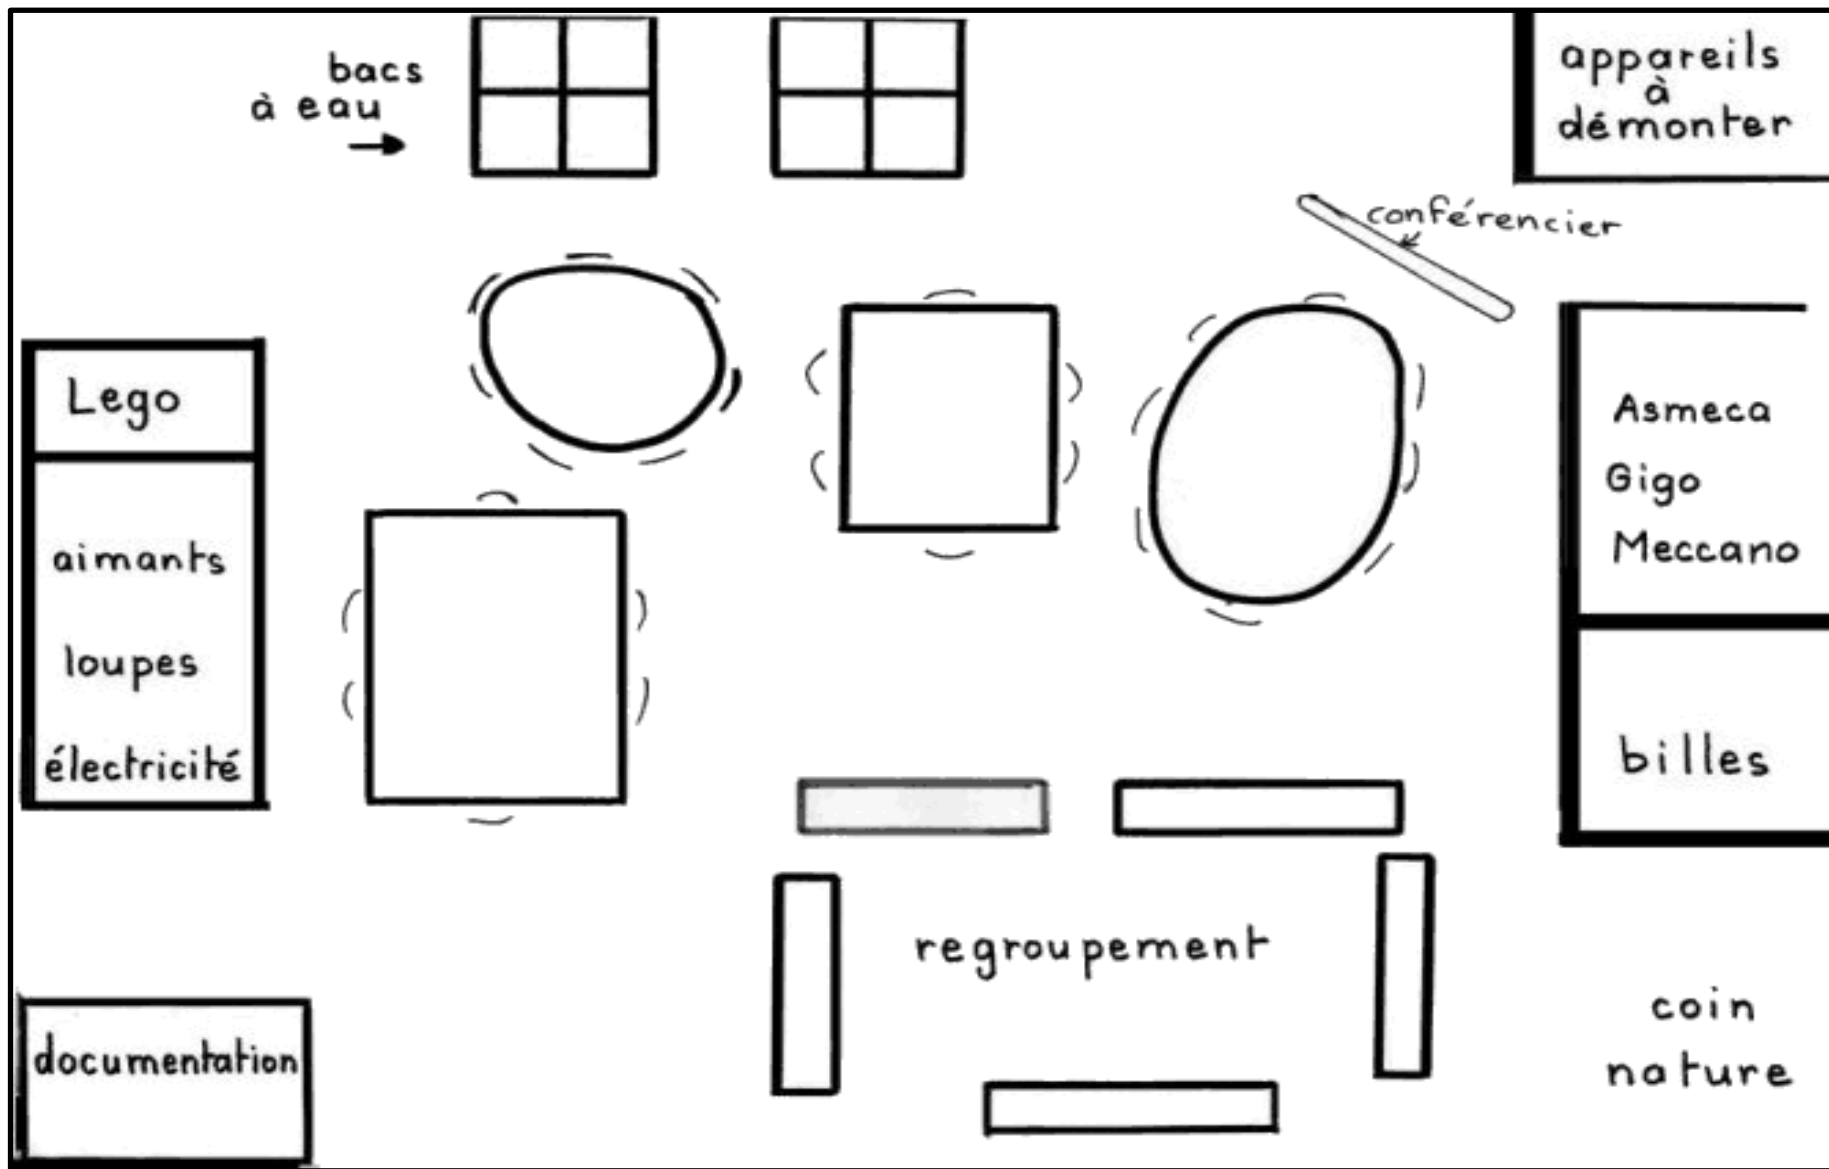 bacs
à eau
appareils
à
démonter
conférencier
Lego
aimants
loupes
électricité
Asmeca
Gigo
Meccano
billes
regroupement
documentation
coin
nature